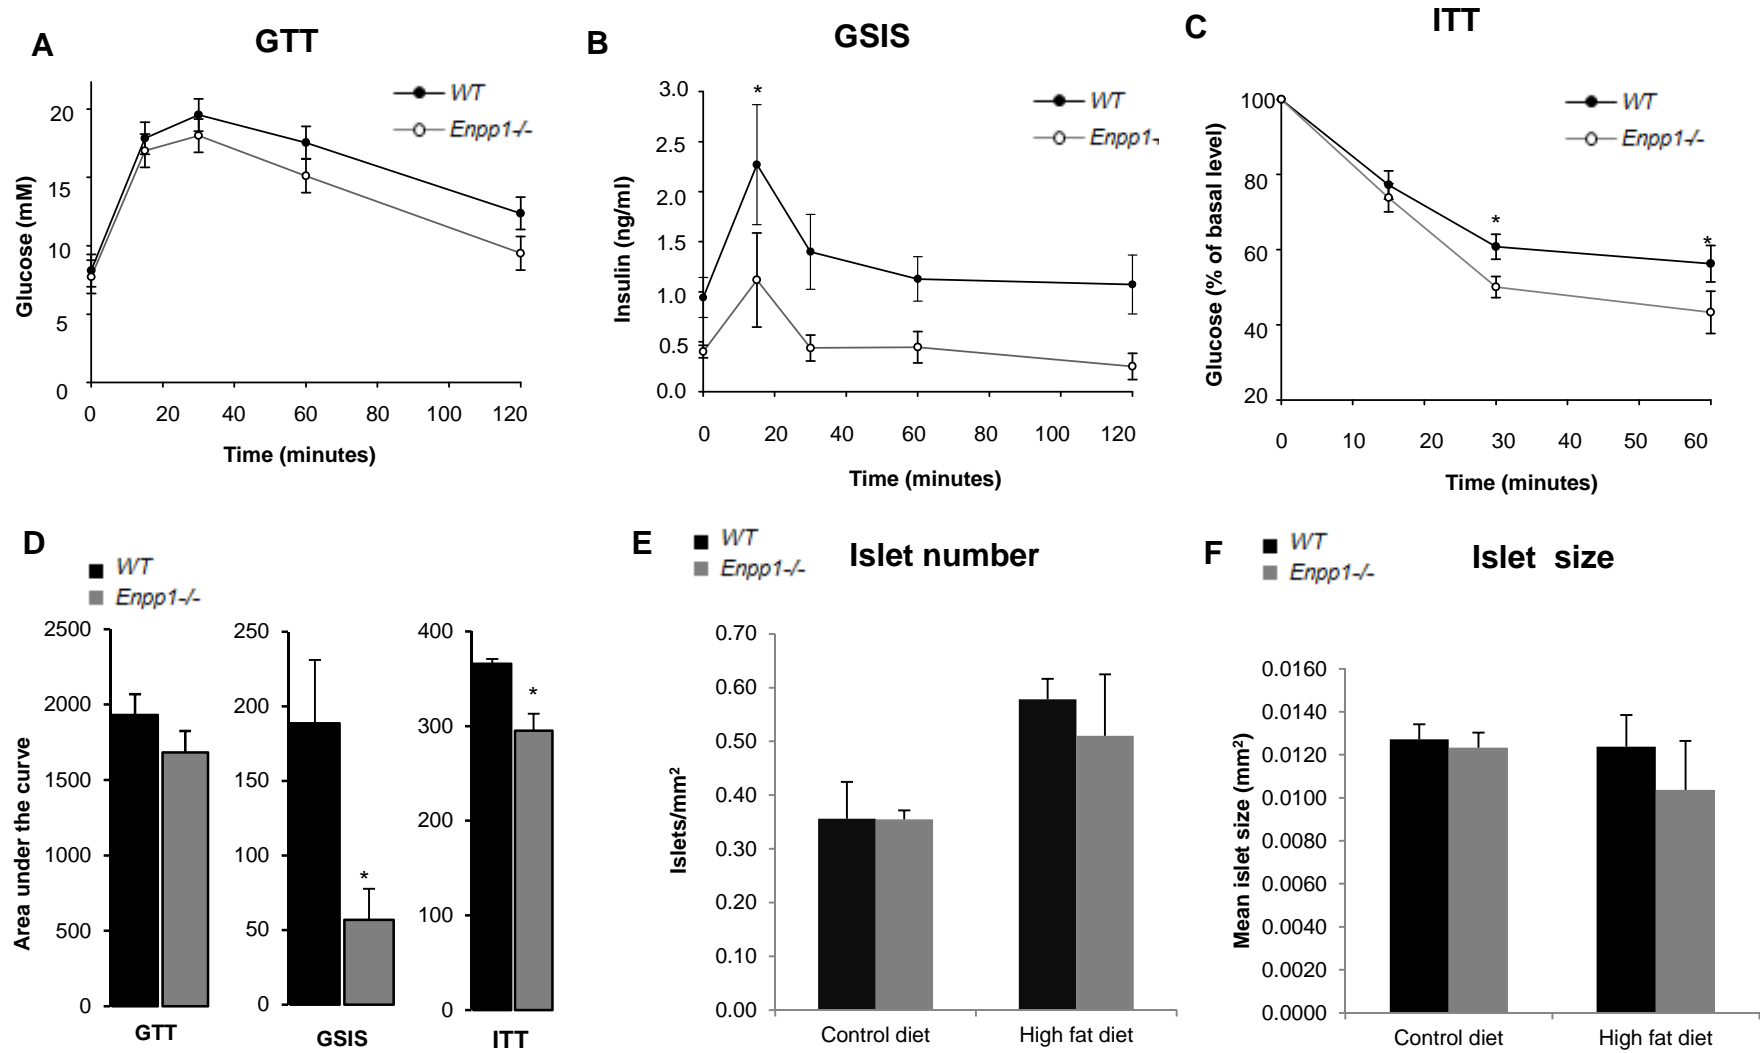 A
GTT
WT
Enpp1-/-
Glucose (mM)
20
15
10
5
0
0 20 40 60 80 100 120
Time (minutes)
B
GSIS
WT
Enpp1-
Insulin (ng/ml)
3.0
*
2.5
2.0
1.5
1.0
0.5
0.0
0 20 40 60 80 100 120
Time (minutes)
C
ITT
WT
Enpp1-/-
Glucose (% of basal level)
100
80
60
40
20
*
*
0 10 20 30 40 50 60
Time (minutes)
D
WT
Enpp1-/-
Area under the curve
2500
2000
1500
1000
500
0
GTT
250
200
150
100
50
0
*
GSIS
400
300
200
100
0
*
ITT
E
WT
Enpp1-/-
Islet number
Islets/mm²
0.70
0.60
0.50
0.40
0.30
0.20
0.10
0.00
Control diet High fat diet
F
WT
Enpp1-/-
Islet size
Mean islet size (mm²)
0.0160
0.0140
0.0120
0.0100
0.0080
0.0060
0.0040
0.0020
0.0000
Control diet High fat diet